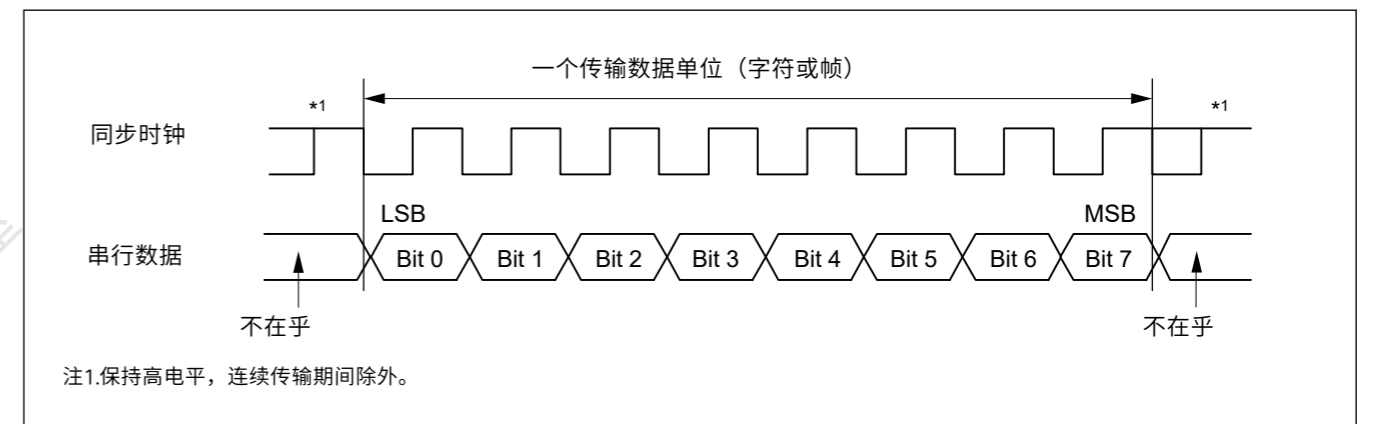 一个传输数据单位（字符或帧）
*1 *1
同步时钟
LSB MSB
串行数据 Bit 0 Bit 1 Bit 2 Bit 3 Bit 4 Bit 5 Bit 6 Bit 7
不在乎 不在乎
注1.保持高电平，连续传输期间除外。